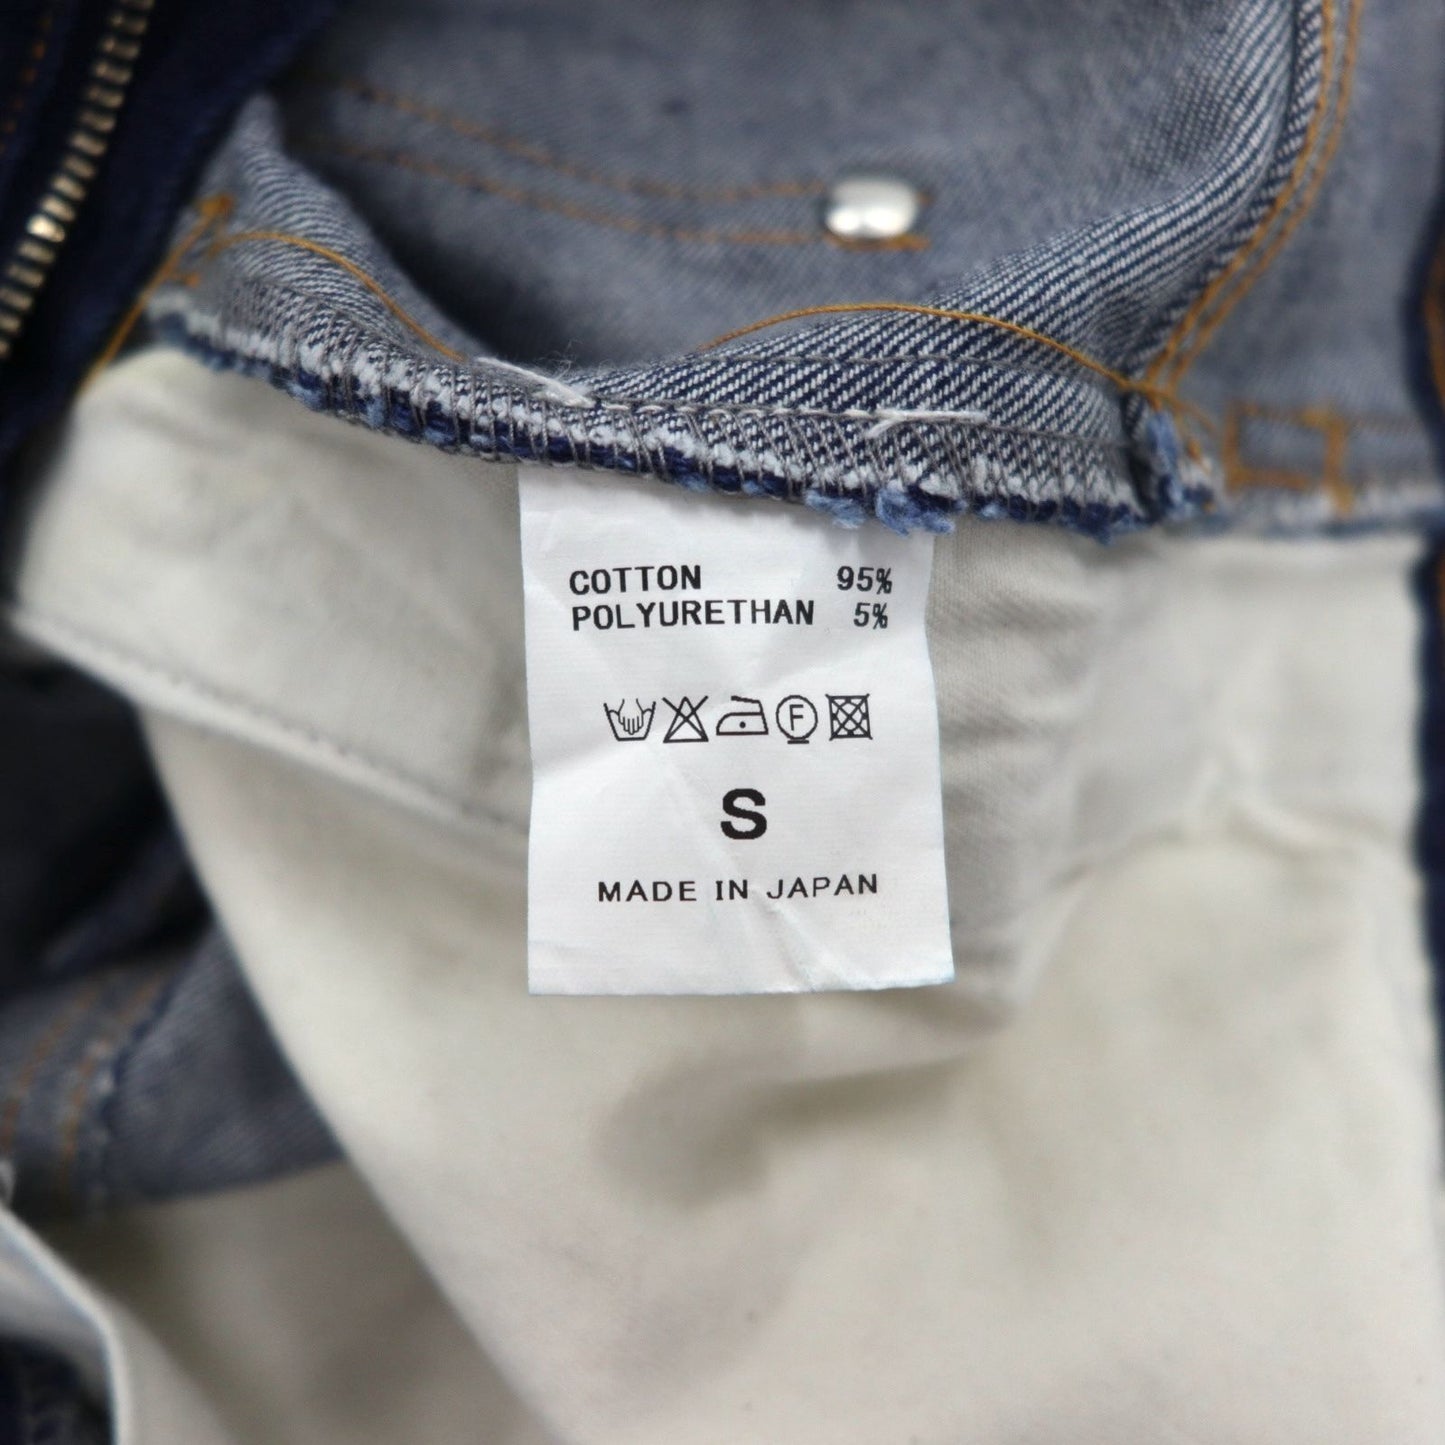 COTTON 95%
POLYURETHAN 5%
F
S
MADE IN JAPAN